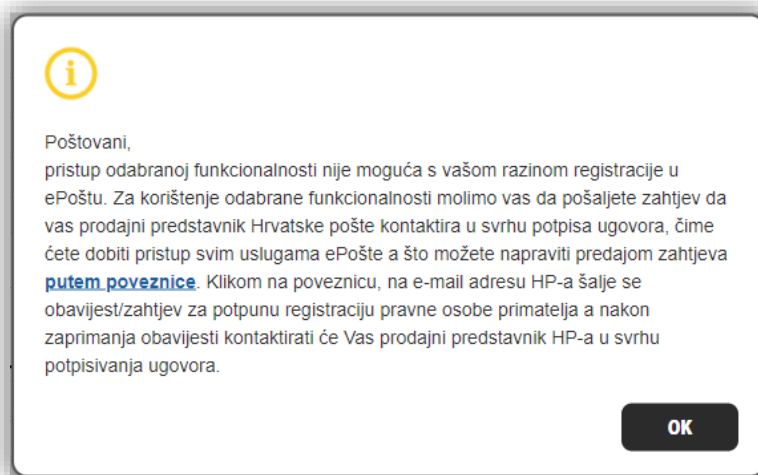 i
Poštovani,
pristup odabranoj funkcionalnosti nije moguća s vašom razinom registracije u
ePoštu. Za korištenje odabrane funkcionalnosti molimo vas da pošaljete zahtjev da
vas prodajni predstavnik Hrvatske pošte kontaktira u svrhu potpisa ugovora, čime
ćete dobiti pristup svim uslugama ePošte a što možete napraviti predajom zahtjeva
putem poveznice. Klikom na poveznicu, na e-mail adresu HP-a šalje se
obavijest/zahtjev za potpunu registraciju pravne osobe primatelja a nakon
zaprimanja obavijesti kontaktirati će Vas prodajni predstavnik HP-a u svrhu
potpisivanja ugovora.
OK